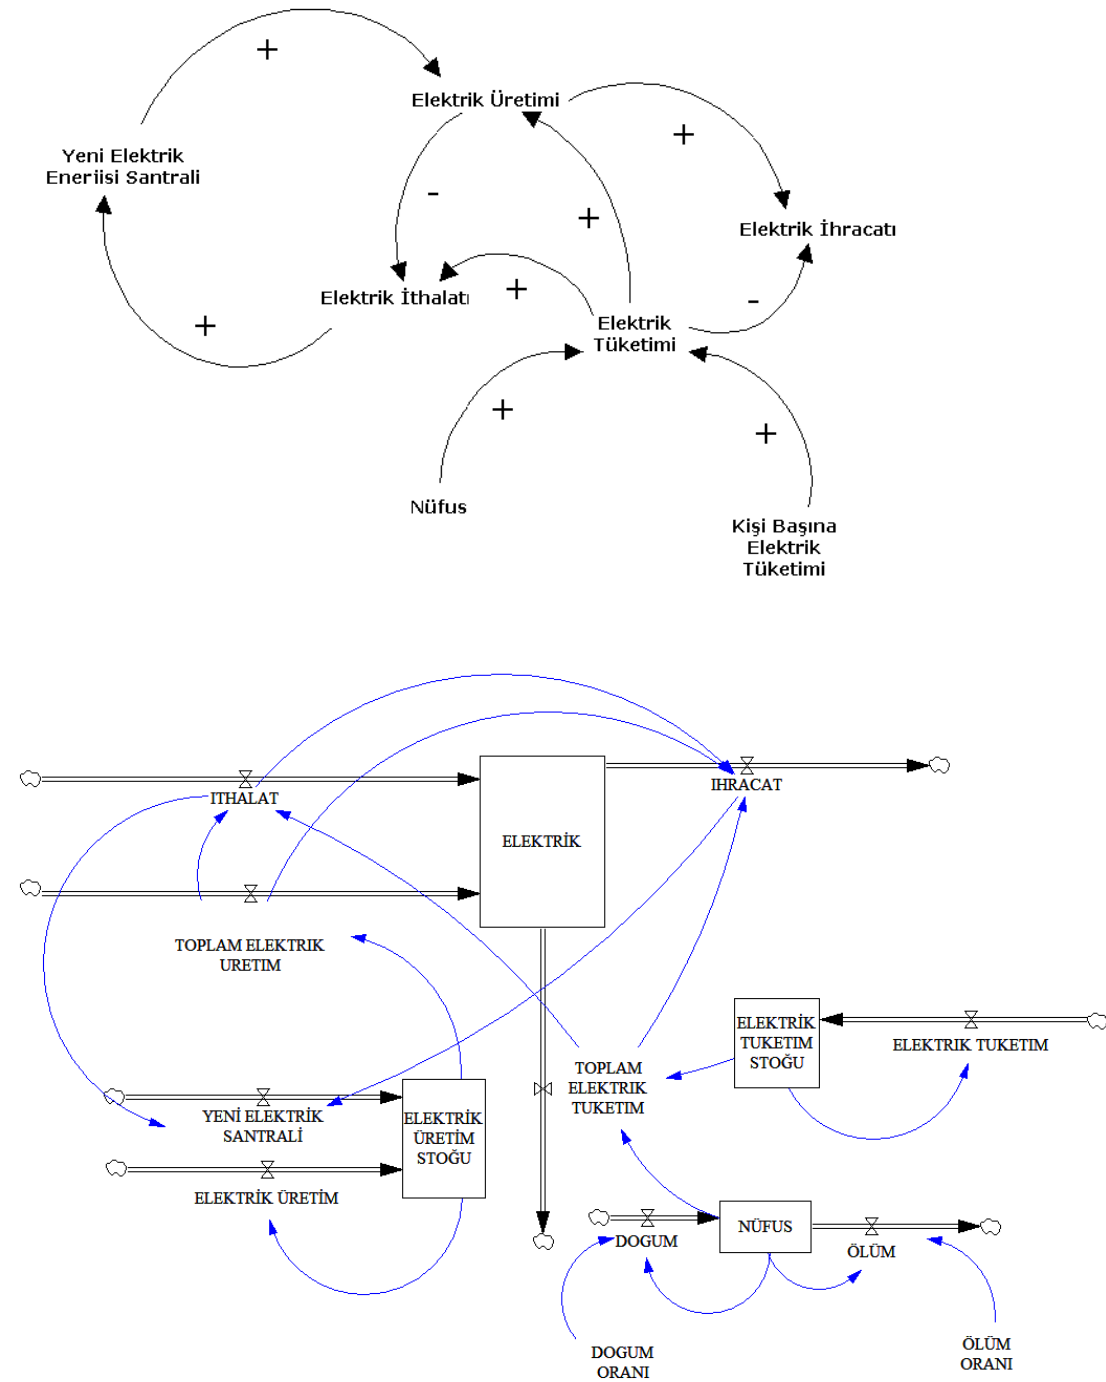 +
Elektrik Üretimi
+
Yeni Elektrik
Enerjisi Santrali
-
+
Elektrik İhracatı
Elektrik İthalatı
+
-
+
Elektrik
Tüketimi
+
+
Nüfus
Kişi Başına
Elektrik
Tüketimi
ITHALAT
IHRACAT
ELEKTRİK
TOPLAM ELEKTRIK
URETIM
ELEKTRİK
TUKETIM
STOĞU
ELEKTRIK TUKETIM
TOPLAM
ELEKTRIK
TUKETIM
YENİ ELEKTRİK
SANTRALİ
ELEKTRİK
ÜRETİM
STOĞU
ELEKTRİK ÜRETİM
DOGUM
NÜFUS
ÖLÜM
DOGUM
ORANI
ÖLÜM
ORANI